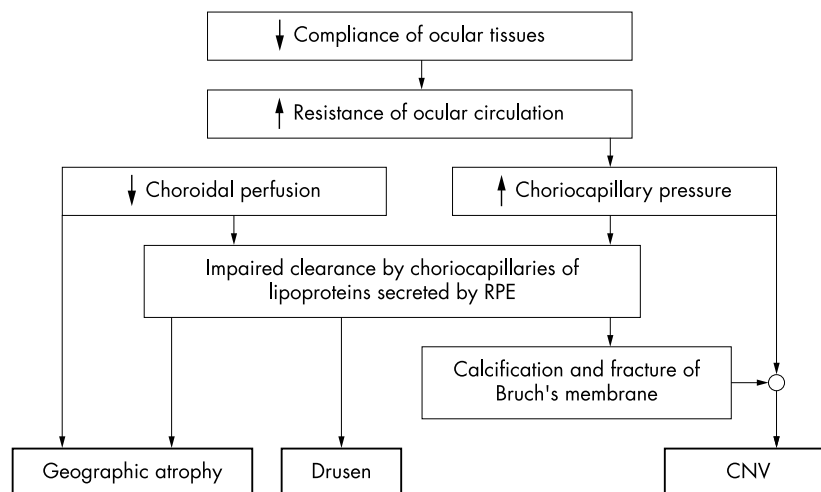 Compliance of ocular tissues
Resistance of ocular circulation
Choroidal perfusion
Choriocapillary pressure
Impaired clearance by choriocapillaries of
lipoproteins secreted by RPE
Calcification and fracture of
Bruch's membrane
Geographic atrophy
Drusen
CNV